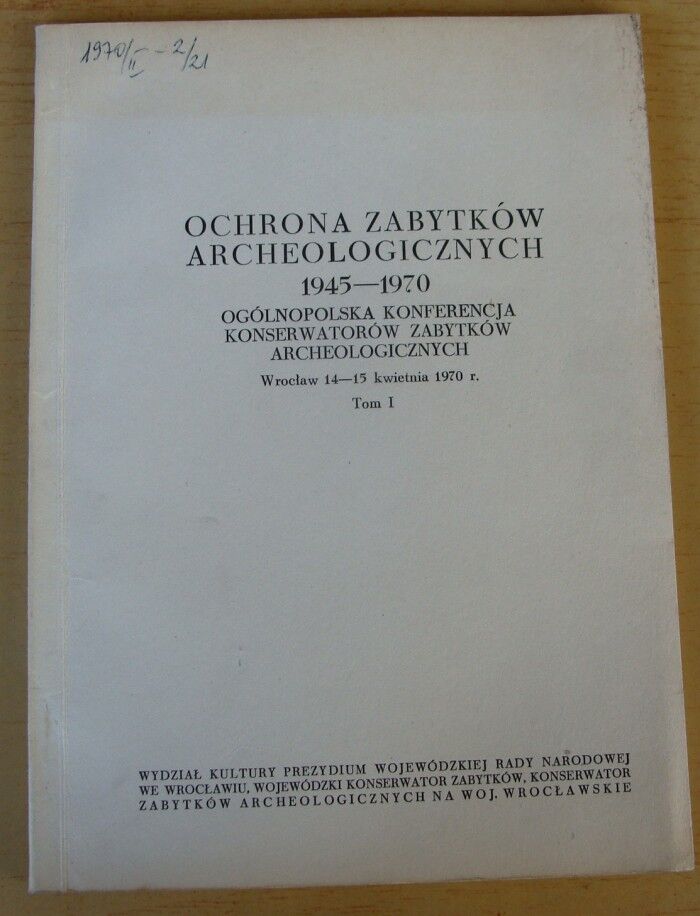 1970/II - 2/21
OCHRONA ZABYTKÓW
ARCHEOLOGICZNYCH
1945—1970
OGÓLNOPOLSKA KONFERENCJA
KONSERWATORÓW ZABYTKÓW
ARCHEOLOGICZNYCH
Wrocław 14—15 kwietnia 1970 r.
Tom I
WYDZIAŁ KULTURY PREZYDIUM WOJEWÓDZKIEJ RADY NARODOWEJ
WE WROCŁAWIU, WOJEWÓDZKI KONSERWATOR ZABYTKÓW, KONSERWATOR
ZABYTKÓW ARCHEOLOGICZNYCH NA WOJ. WROCŁAWSKIE